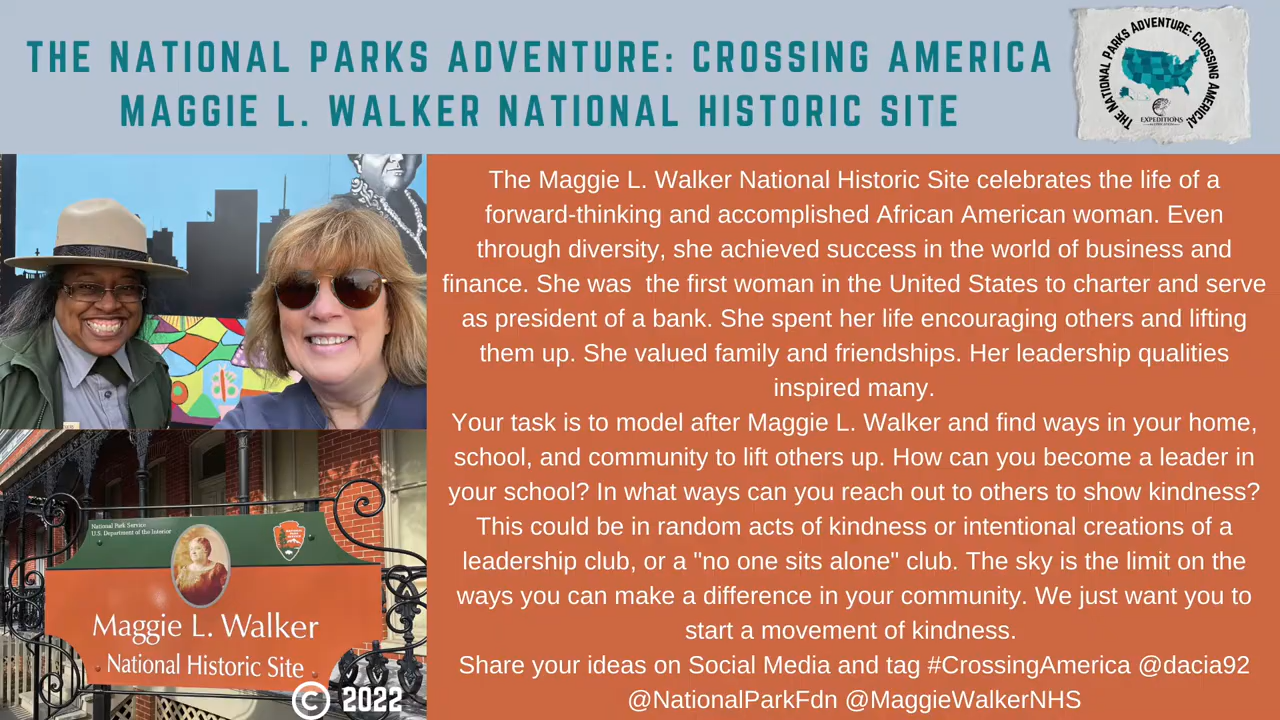 THE NATIONAL PARKS ADVENTURE: CROSSING AMERICA
MAGGIE L. WALKER NATIONAL HISTORIC SITE
THE NATIONAL PARKS ADVENTURE: CROSSING AMERICA!
EXPEDITIONS
The Maggie L. Walker National Historic Site celebrates the life of a
forward-thinking and accomplished African American woman. Even
through diversity, she achieved success in the world of business and
finance. She was  the first woman in the United States to charter and serve
as president of a bank. She spent her life encouraging others and lifting
them up. She valued family and friendships. Her leadership qualities
inspired many.
Your task is to model after Maggie L. Walker and find ways in your home,
school, and community to lift others up. How can you become a leader in
your school? In what ways can you reach out to others to show kindness?
This could be in random acts of kindness or intentional creations of a
leadership club, or a "no one sits alone" club. The sky is the limit on the
ways you can make a difference in your community. We just want you to
start a movement of kindness.
Share your ideas on Social Media and tag #CrossingAmerica @dacia92
@NationalParkFdn @MaggieWalkerNHS
National Park Service
U.S. Department of the Interior
Maggie L. Walker
National Historic Site
© 2022